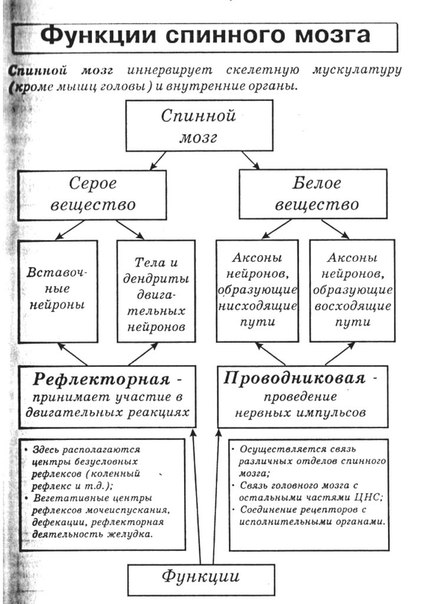 Функции спинного мозга
Спинной мозг иннервирует скелетную мускулатуру
(кроме мышц головы) и внутренние органы.
Спинной
мозг
Серое
вещество
Белое
вещество
Вставоч-
ные
нейроны
Тела и
дендриты
двига-
тельных
нейронов
Аксоны
нейронов,
образующие
нисходящие
пути
Аксоны
нейронов,
образующие
восходящие
пути
Рефлекторная -
принимает участие в
двигательных реакциях
Проводниковая -
проведение
нервных импульсов
• Здесь располагаются
центры безусловных
рефлексов (коленный
рефлекс и т.д.);
• Вегетативные центры
рефлексов мочеиспускания,
дефекации, рефлекторная
деятельность желудка.
• Осуществляется связь
различных отделов спинного
мозга;
• Связь головного мозга с
остальными частями ЦНС;
• Соединение рецепторов с
исполнительными органами.
Функции